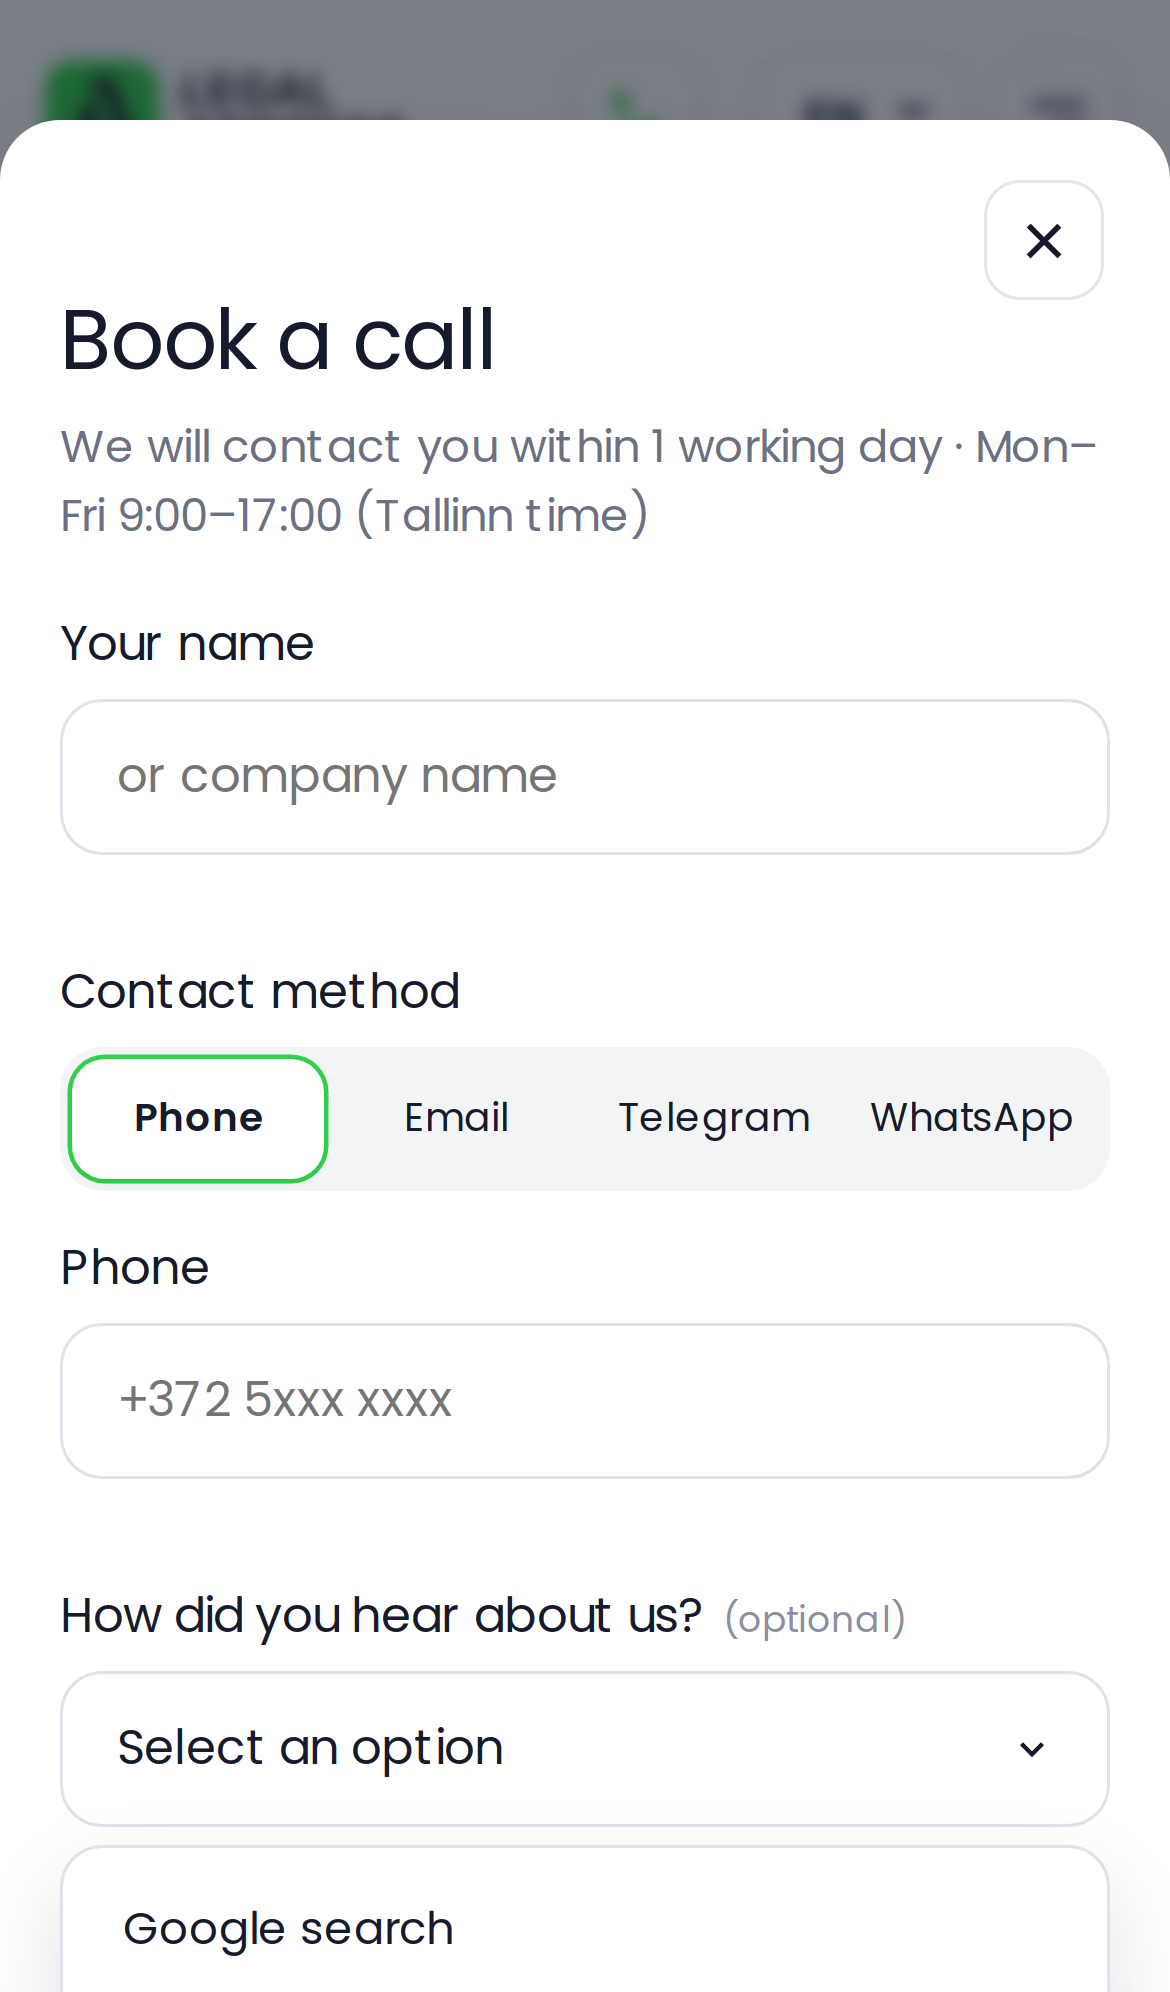 LEGAL
EN
Book a call
We will contact you within 1 working day · Mon–
Fri 9:00–17:00 (Tallinn time)
Your name
or company name
Contact method
Phone Email Telegram WhatsApp
Phone
+372 5xxx xxxx
How did you hear about us? (optional)
Select an option
Google search